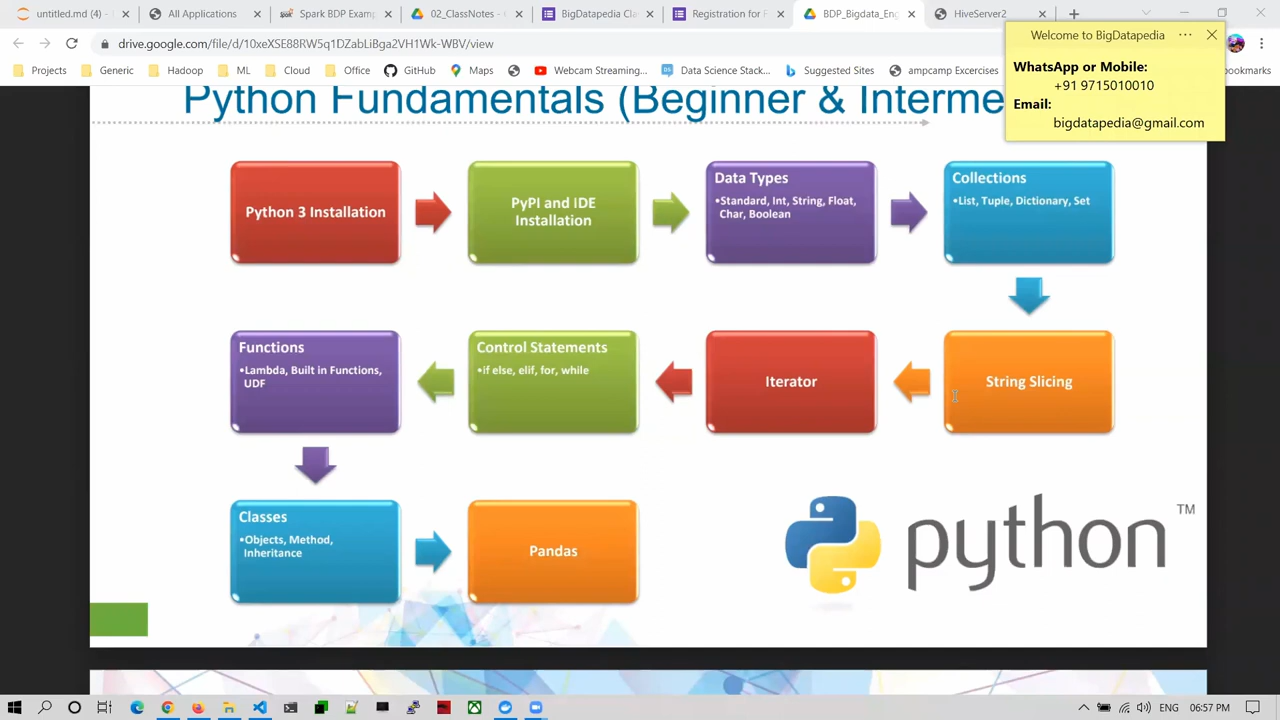 untitled.md (4) -
All Applications
Spark BDP Exam
02_ClassNotes -
BigDatapedia Cla
Registration for F
BDP_Bigdata_Eng
HiveServer2
drive.google.com/file/d/10xeXSE88RW5q1DZabLiBga2VH1Wk-WBV/view
Projects
Generic
Hadoop
ML
Cloud
Office
GitHub
Maps
Webcam Streaming...
Data Science Stack...
Suggested Sites
ampcamp Excercises
bookmarks
Welcome to BigDatapedia
WhatsApp or Mobile:
+91 9715010010
Email:
bigdatapedia@gmail.com
Python Fundamentals (Beginner & Interme
Python 3 Installation
PyPI and IDE
Installation
Data Types
•Standard, Int, String, Float,
Char, Boolean
Collections
•List, Tuple, Dictionary, Set
Functions
•Lambda, Built in Functions,
UDF
Control Statements
•if else, elif, for, while
Iterator
String Slicing
Classes
•Objects, Method,
Inheritance
Pandas
python
TM
ENG
06:57 PM